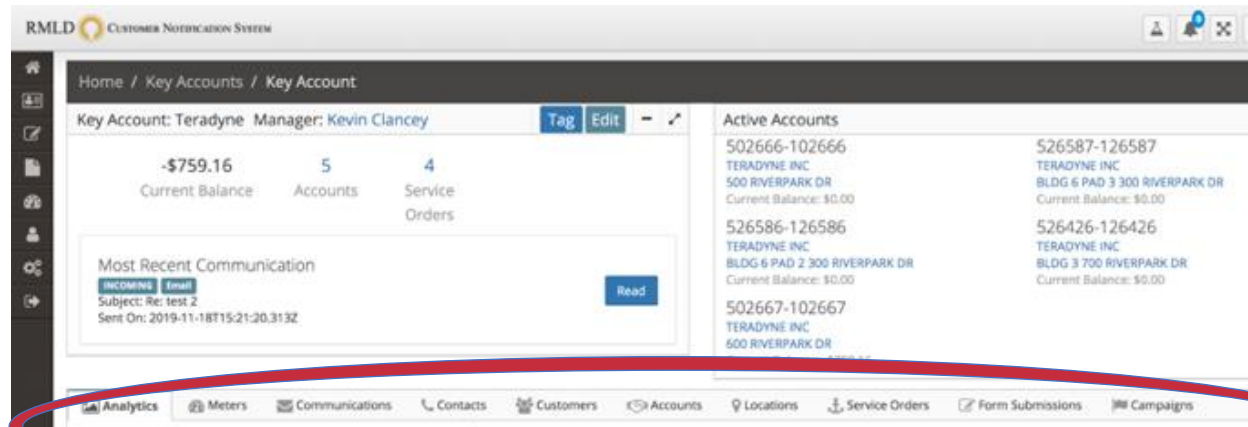 RMLD CUSTOMER NOTIFICATION SYSTEM
0
Home / Key Accounts / Key Account
Key Account: Teradyne Manager: Kevin Clancey Tag Edit
-$759.16 5 4
Current Balance Accounts Service
Orders
Most Recent Communication
INCOMING Email
Subject: Re: test 2
Sent On: 2019-11-18T15:21:20.313Z
Read
Active Accounts
502666-102666
TERADYNE INC
500 RIVERPARK DR
Current Balance: $0.00
526587-126587
TERADYNE INC
BLDG 6 PAD 3 300 RIVERPARK DR
Current Balance: $0.00
526586-126586
TERADYNE INC
BLDG 6 PAD 2 300 RIVERPARK DR
Current Balance: $0.00
526426-126426
TERADYNE INC
BLDG 3 700 RIVERPARK DR
Current Balance: $0.00
502667-102667
TERADYNE INC
600 RIVERPARK DR
Analytics Meters Communications Contacts Customers Accounts Locations Service Orders Form Submissions Campaigns